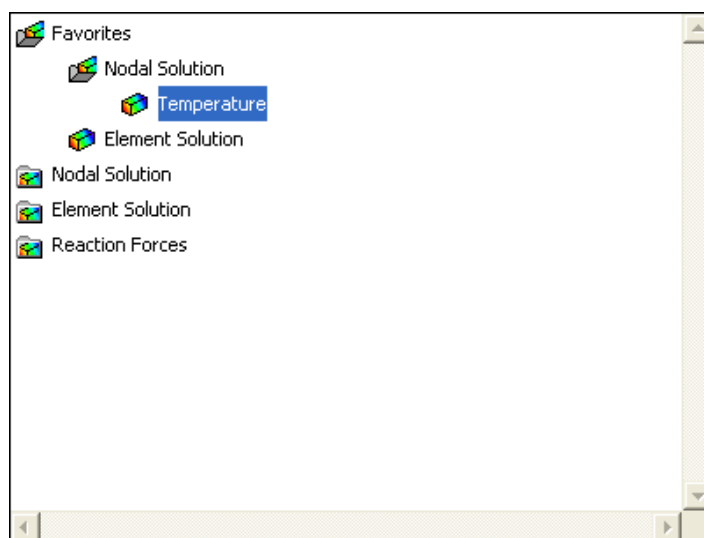 Favorites
Nodal Solution
Temperature
Element Solution
Nodal Solution
Element Solution
Reaction Forces